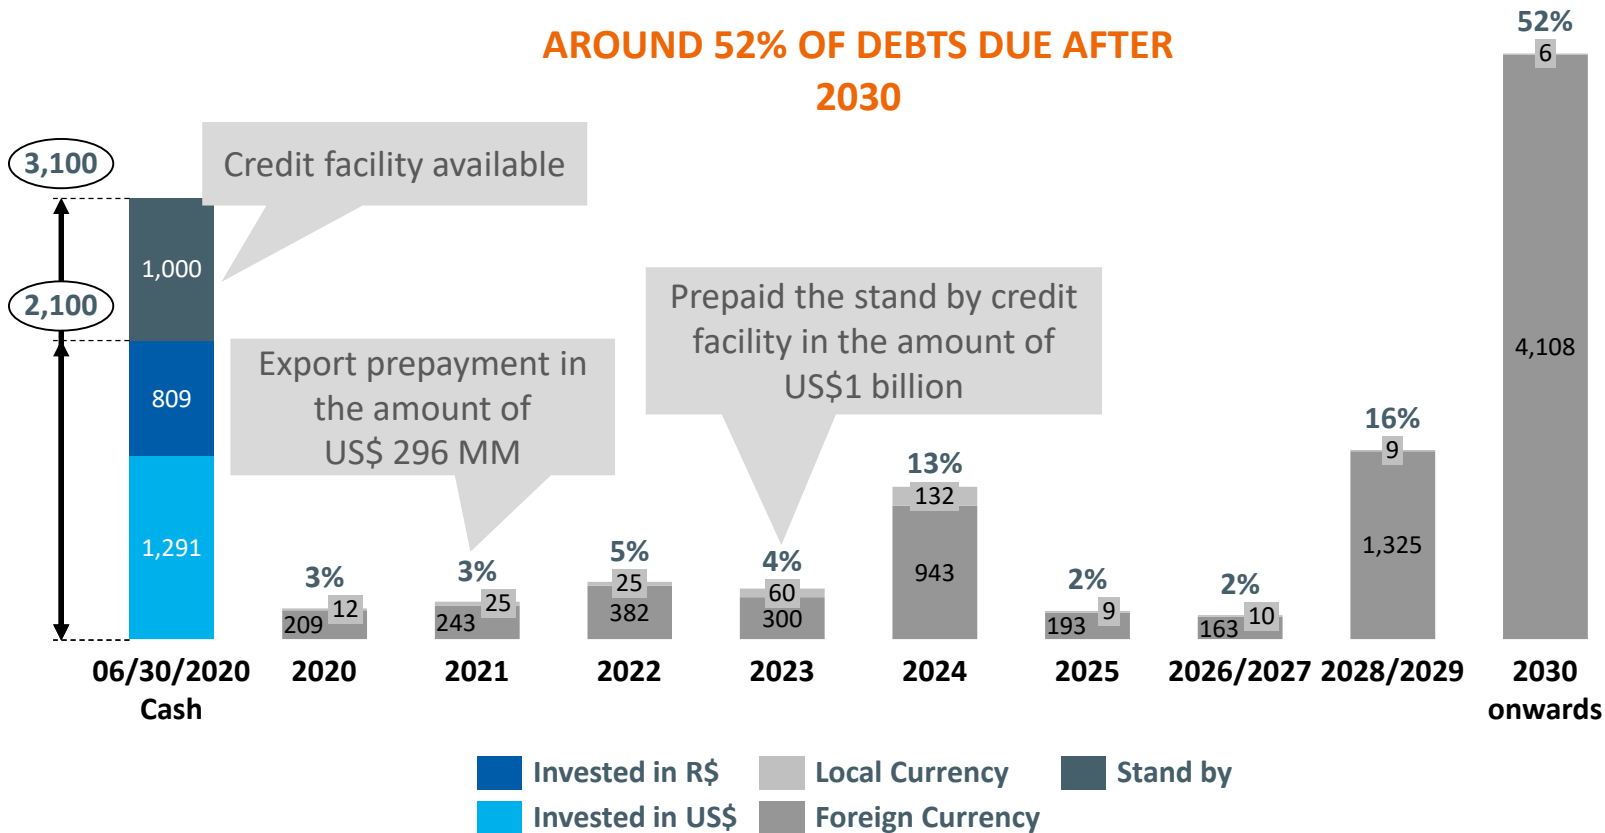 AROUND 52% OF DEBTS DUE AFTER
2030
3,100
2,100
Credit facility available
1,000
809
1,291
Export prepayment in
the amount of
US$ 296 MM
Prepaid the stand by credit
facility in the amount of
US$1 billion
3%
12
209
3%
25
243
5%
25
382
4%
60
300
13%
132
943
2%
9
193
2%
10
163
16%
9
1,325
52%
6
4,108
06/30/2020
Cash
2020
2021
2022
2023
2024
2025
2026/2027
2028/2029
2030
onwards
Invested in R$
Local Currency
Stand by
Invested in US$
Foreign Currency